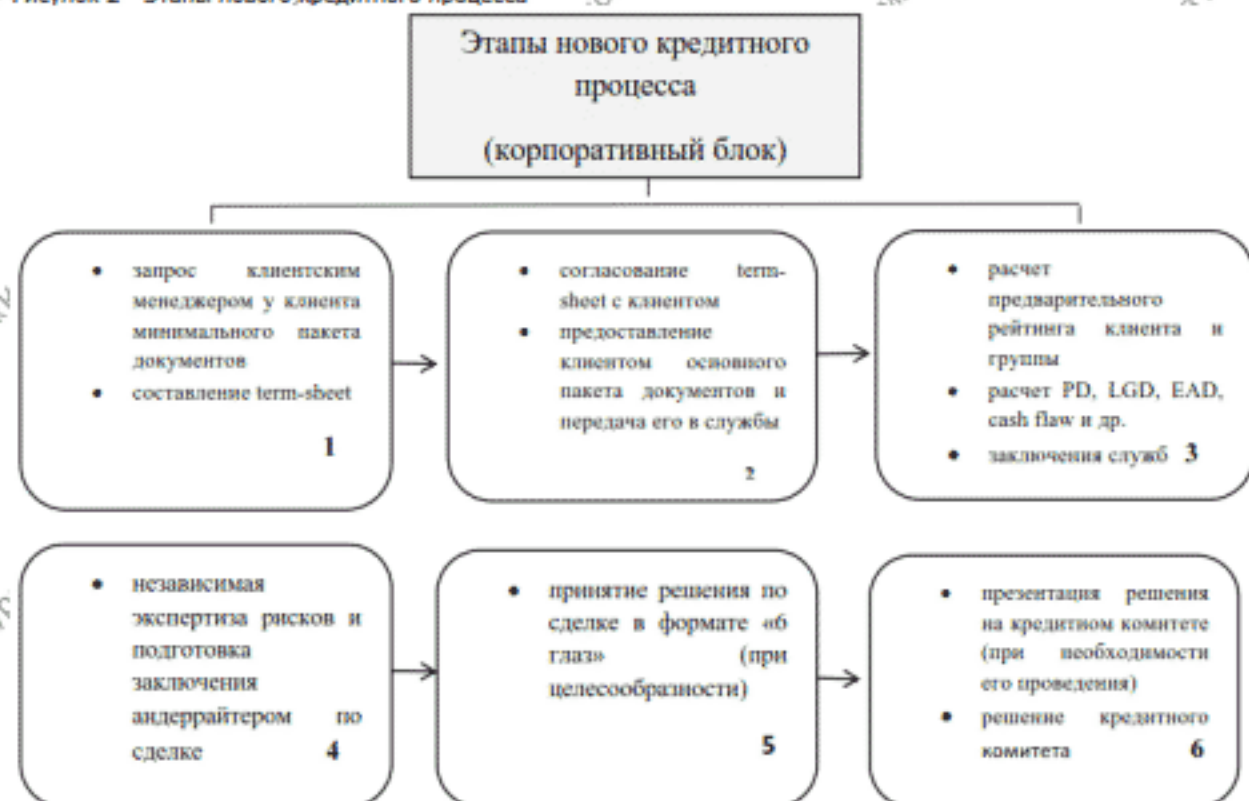 Этапы нового кредитного
процесса
(корпоративный блок)
• запрос клиентским
менеджером у клиента
минимального пакета
документов
• составление term-sheet
1
• согласование term-
sheet с клиентом
• предоставление
клиентом основного
пакета документов и
передача его в службы
2
• расчет
предварительного
рейтинга клиента и
группы
• расчет PD, LGD, EAD,
cash flaw и др.
• заключения служб 3
• независимая
экспертиза рисков и
подготовка
заключения
андеррайтером по
сделке 4
• принятие решения по
сделке в формате «6
глаз» (при
целесообразности)
5
• презентация решения
на кредитном комитете
(при необходимости
его проведения)
• решение кредитного
комитета 6